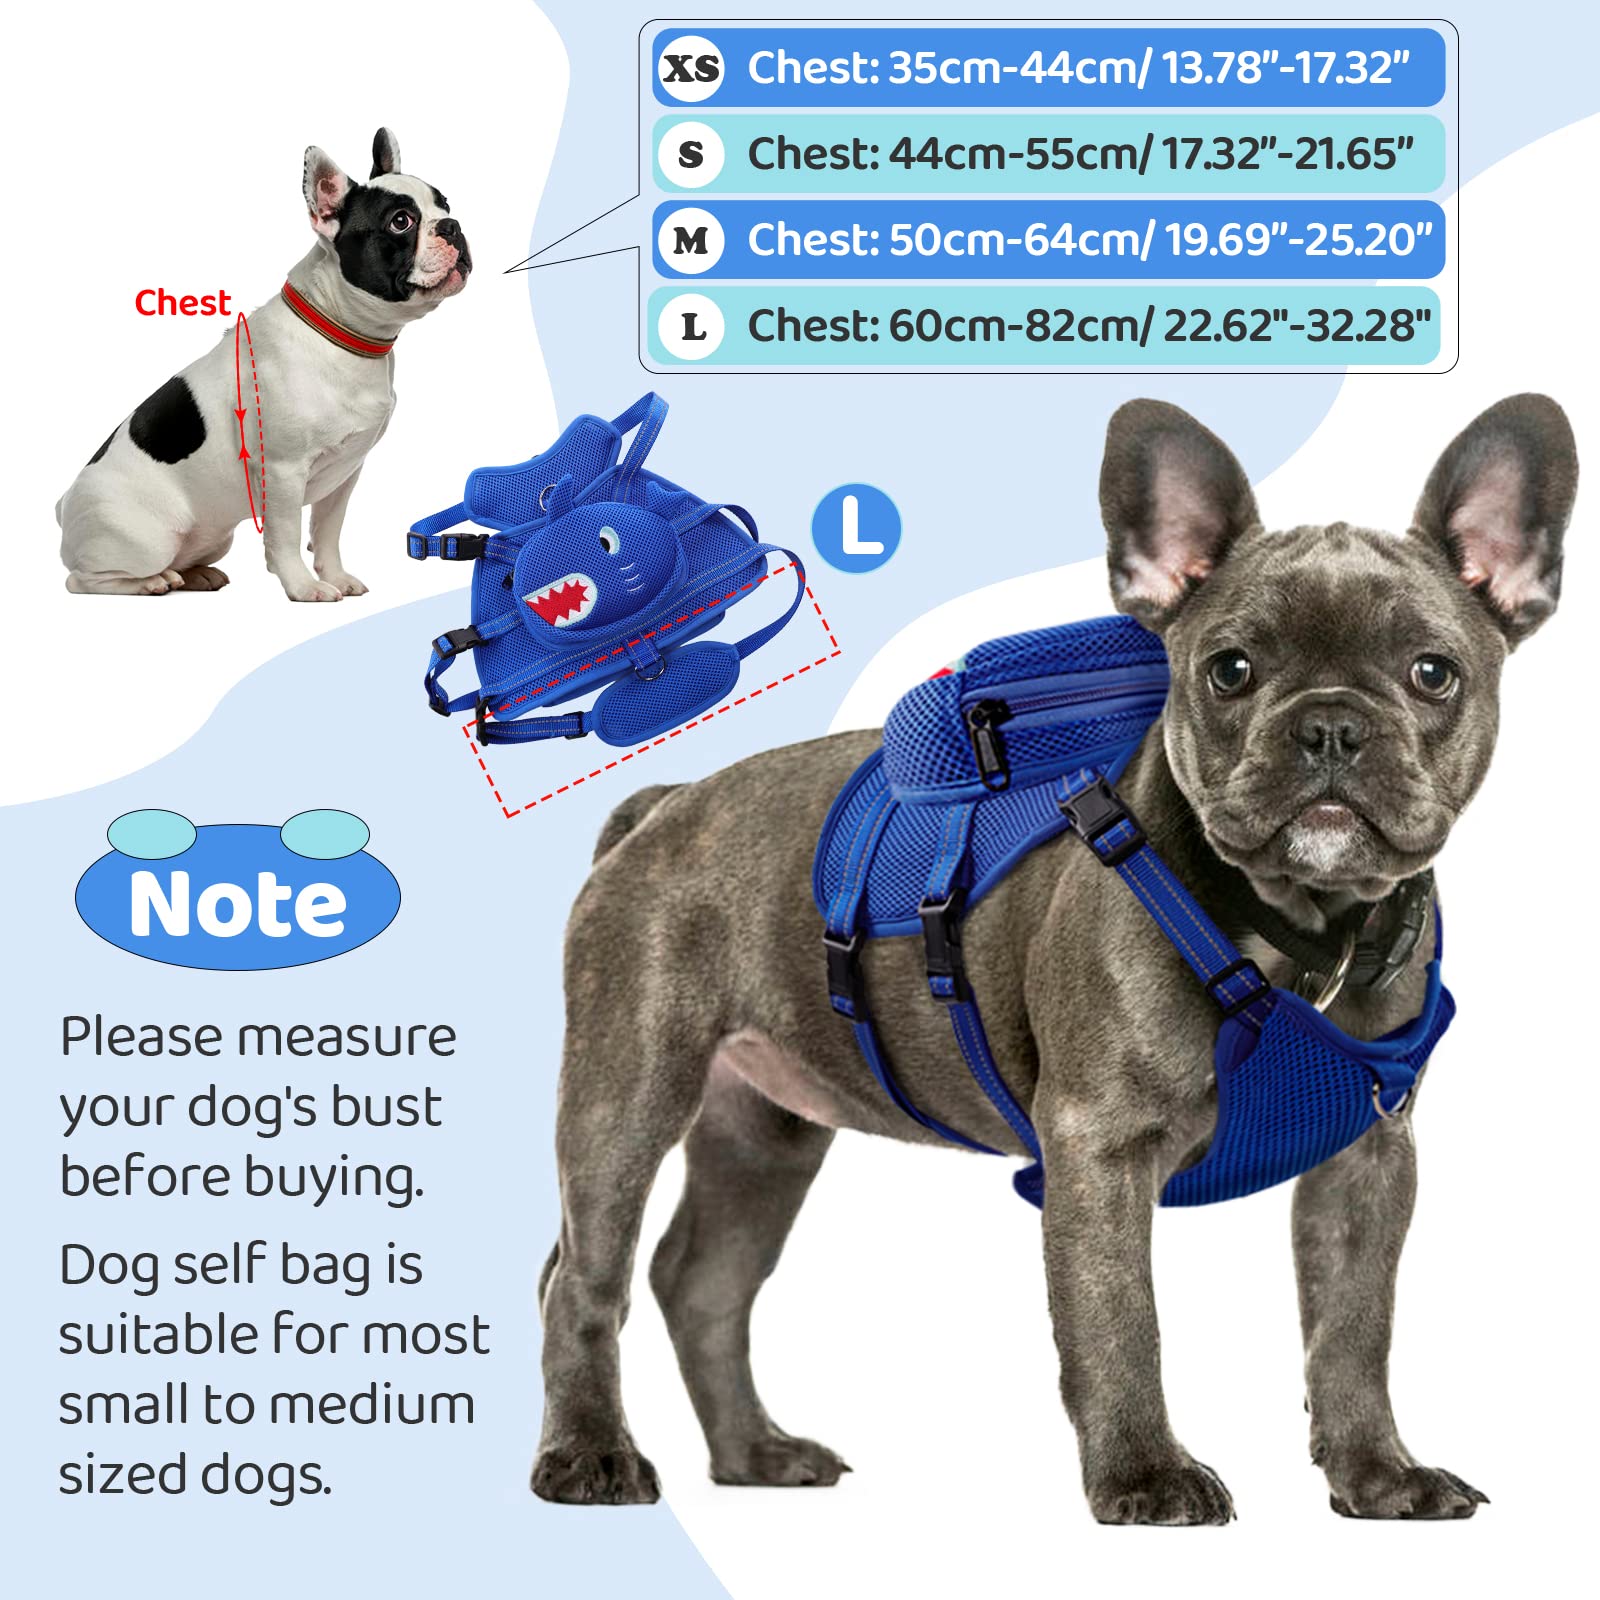 XS Chest: 35cm-44cm/ 13.78”-17.32”
S Chest: 44cm-55cm/ 17.32”-21.65”
M Chest: 50cm-64cm/ 19.69”-25.20”
L Chest: 60cm-82cm/ 22.62"-32.28"
Chest
L
Note
Please measure
your dog's bust
before buying.
Dog self bag is
suitable for most
small to medium
sized dogs.